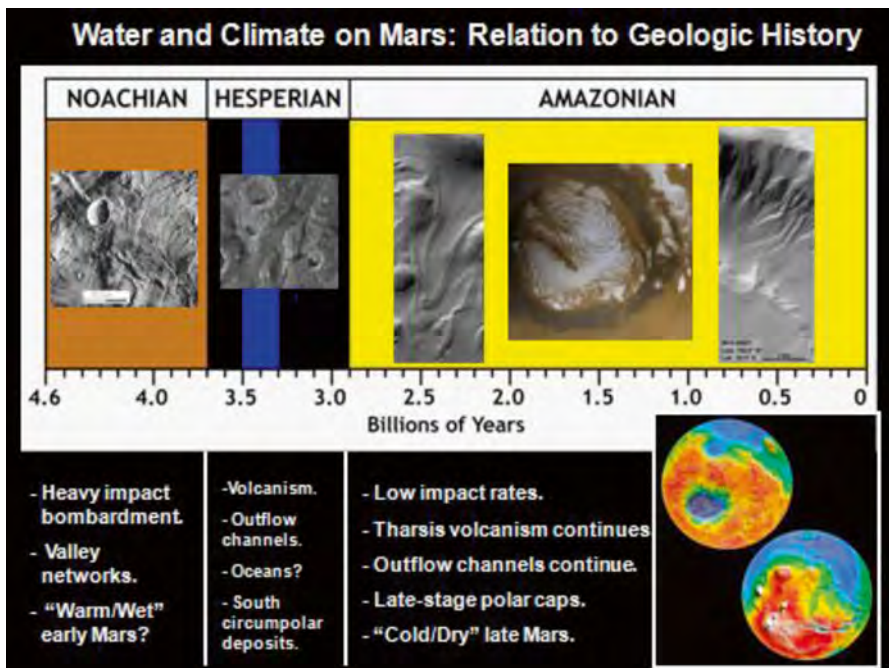 Water and Climate on Mars: Relation to Geologic History
NOACHIAN
HESPERIAN
AMAZONIAN
4.6
4.0
3.5
3.0
2.5
2.0
1.5
1.0
0.5
0
Billions of Years
- Heavy impact
bombardment.
- Valley
networks.
- “Warm/Wet”
early Mars?
-Volcanism.
- Outflow
channels.
- Oceans?
- South
circumpolar
deposits.
- Low impact rates.
- Tharsis volcanism continues
- Outflow channels continue.
- Late-stage polar caps.
- “Cold/Dry” late Mars.